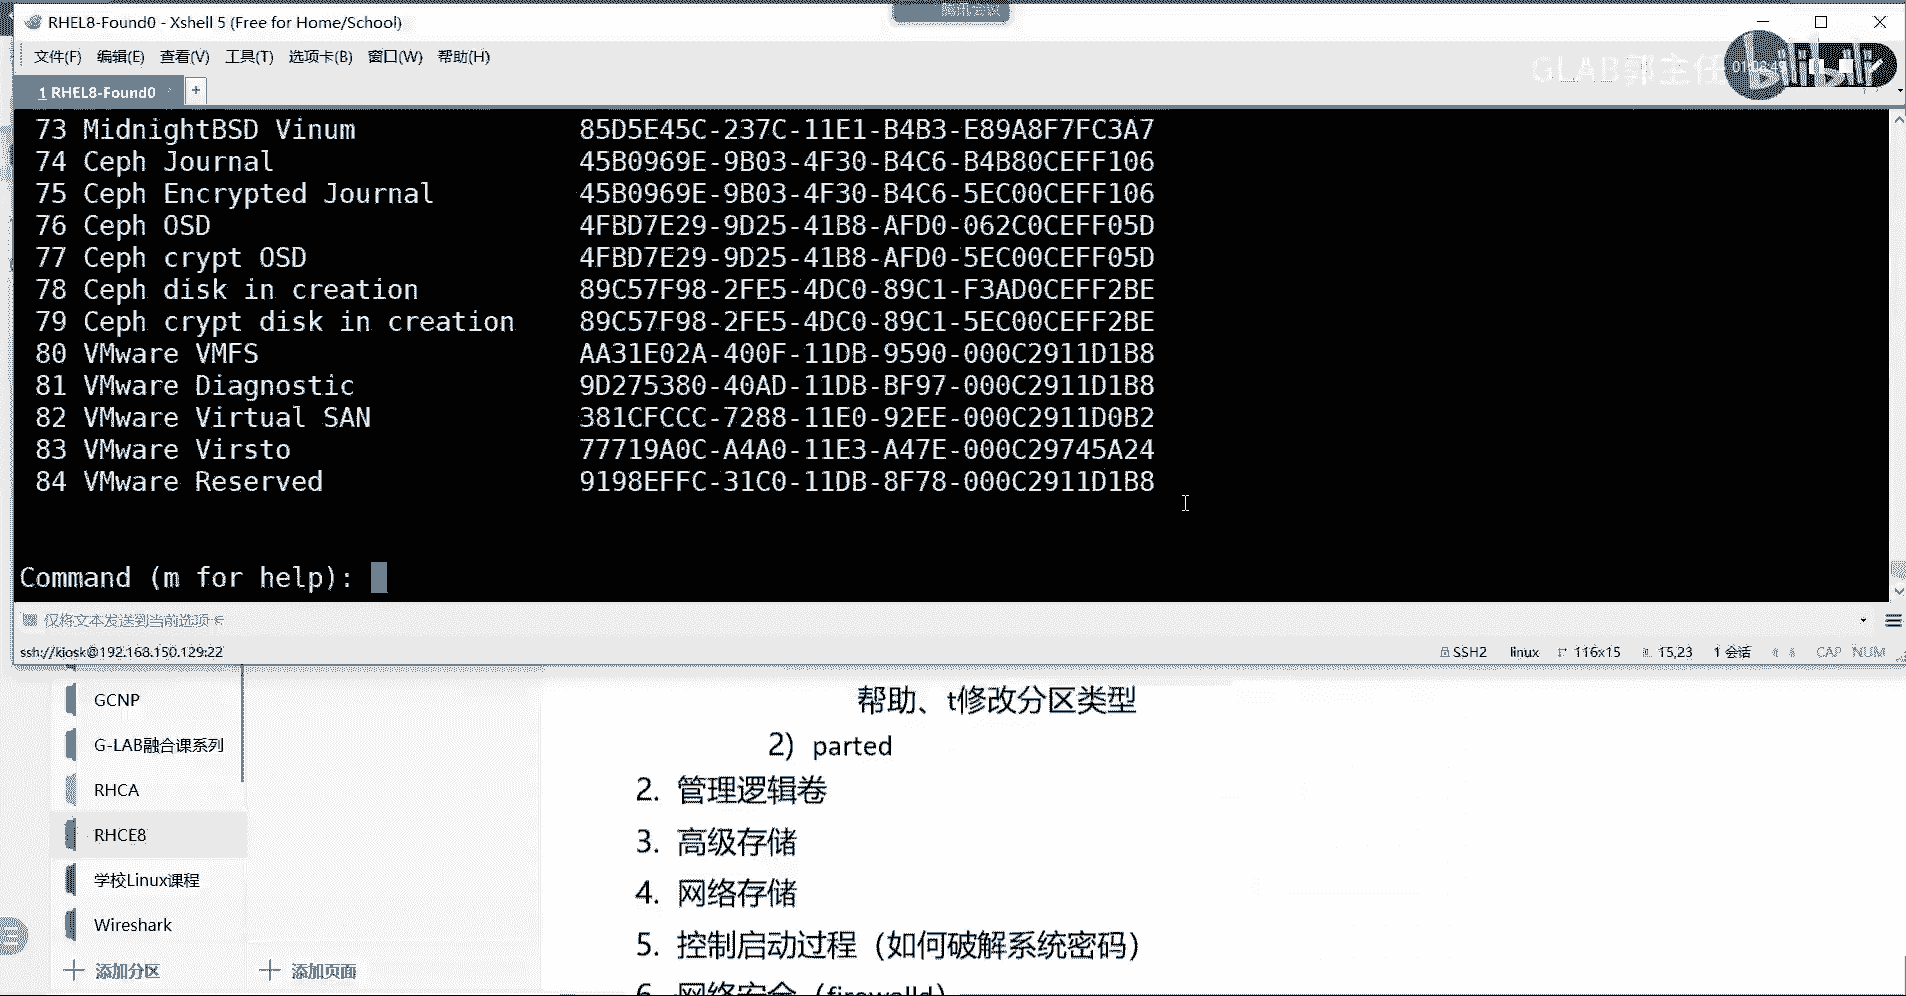 RHEL8-Found0 - Xshell 5 (Free for Home/School)
腾讯会议
文件(F) 编辑(E) 查看(V) 工具(T) 选项卡(B) 窗口(W) 帮助(H)
GLAB郭主任
bilibili
1 RHEL8-Found0
+
73 MidnightBSD Vinum 85D5E45C-237C-11E1-B4B3-E89A8F7FC3A7
74 Ceph Journal 45B0969E-9B03-4F30-B4C6-B4B80CEFF106
75 Ceph Encrypted Journal 45B0969E-9B03-4F30-B4C6-5EC00CEFF106
76 Ceph OSD 4FBD7E29-9D25-41B8-AFD0-062C0CEFF05D
77 Ceph crypt OSD 4FBD7E29-9D25-41B8-AFD0-5EC00CEFF05D
78 Ceph disk in creation 89C57F98-2FE5-4DC0-89C1-F3AD0CEFF2BE
79 Ceph crypt disk in creation 89C57F98-2FE5-4DC0-89C1-5EC00CEFF2BE
80 VMware VMFS AA31E02A-400F-11DB-9590-000C2911D1B8
81 VMware Diagnostic 9D275380-40AD-11DB-BF97-000C2911D1B8
82 VMware Virtual SAN 381CFCCC-7288-11E0-92EE-000C2911D0B2
83 VMware Virsto 77719A0C-A4A0-11E3-A47E-000C29745A24
84 VMware Reserved 9198EFFC-31C0-11DB-8F78-000C2911D1B8
Command (m for help):
仅将文本发送到当前选项卡
ssh://kiosk@192.168.150.129:22 SSH2 linux 116x15 15,23 1 会话 CAP NUM
GCNP
G-LAB融合课系列
RHCA
RHCE8
学校Linux课程
Wireshark
添加分区 添加页面
帮助、t修改分区类型
2) parted
2. 管理逻辑卷
3. 高级存储
4. 网络存储
5. 控制启动过程（如何破解系统密码）
6. 网络安全（firewalld）